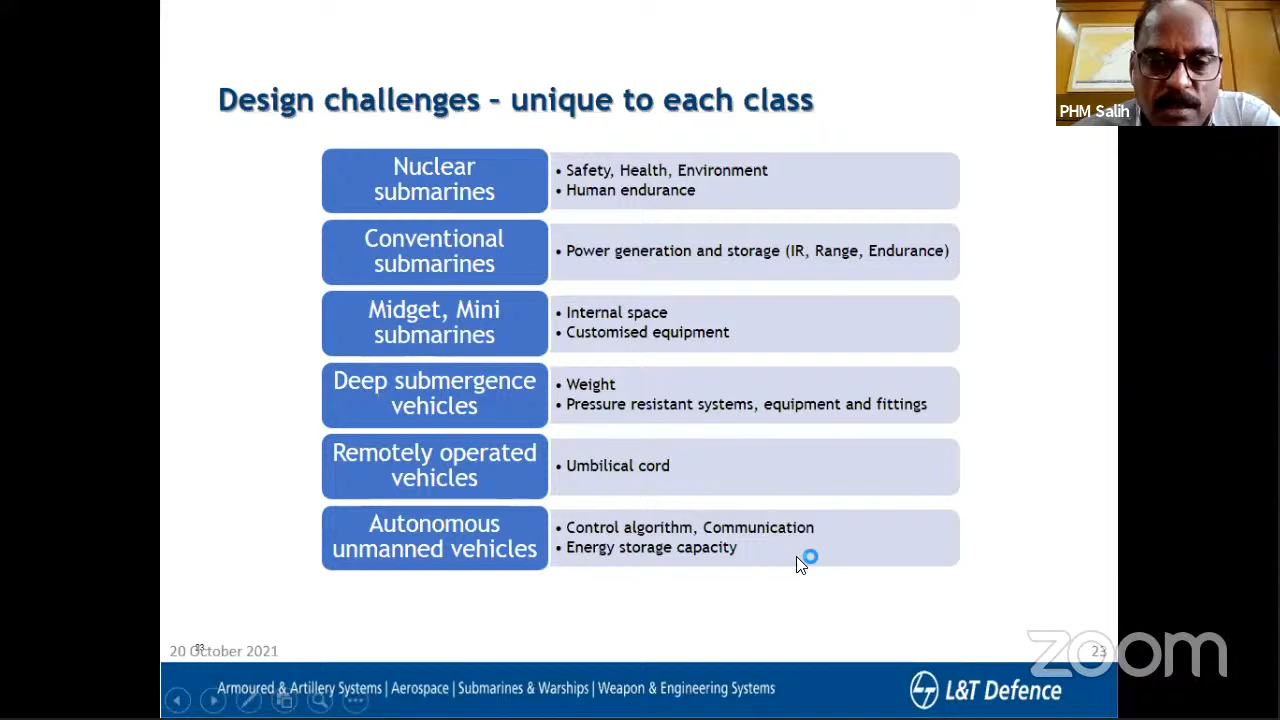 Design challenges - unique to each class
PHM Salih
Nuclear
submarines
• Safety, Health, Environment
• Human endurance
Conventional
submarines
• Power generation and storage (IR, Range, Endurance)
Midget, Mini
submarines
• Internal space
• Customised equipment
Deep submergence
vehicles
• Weight
• Pressure resistant systems, equipment and fittings
Remotely operated
vehicles
• Umbilical cord
Autonomous
unmanned vehicles
• Control algorithm, Communication
• Energy storage capacity
20 October 2021
23
23
zoom
Armoured & Artillery Systems | Aerospace | Submarines & Warships | Weapon & Engineering Systems
L&T Defence